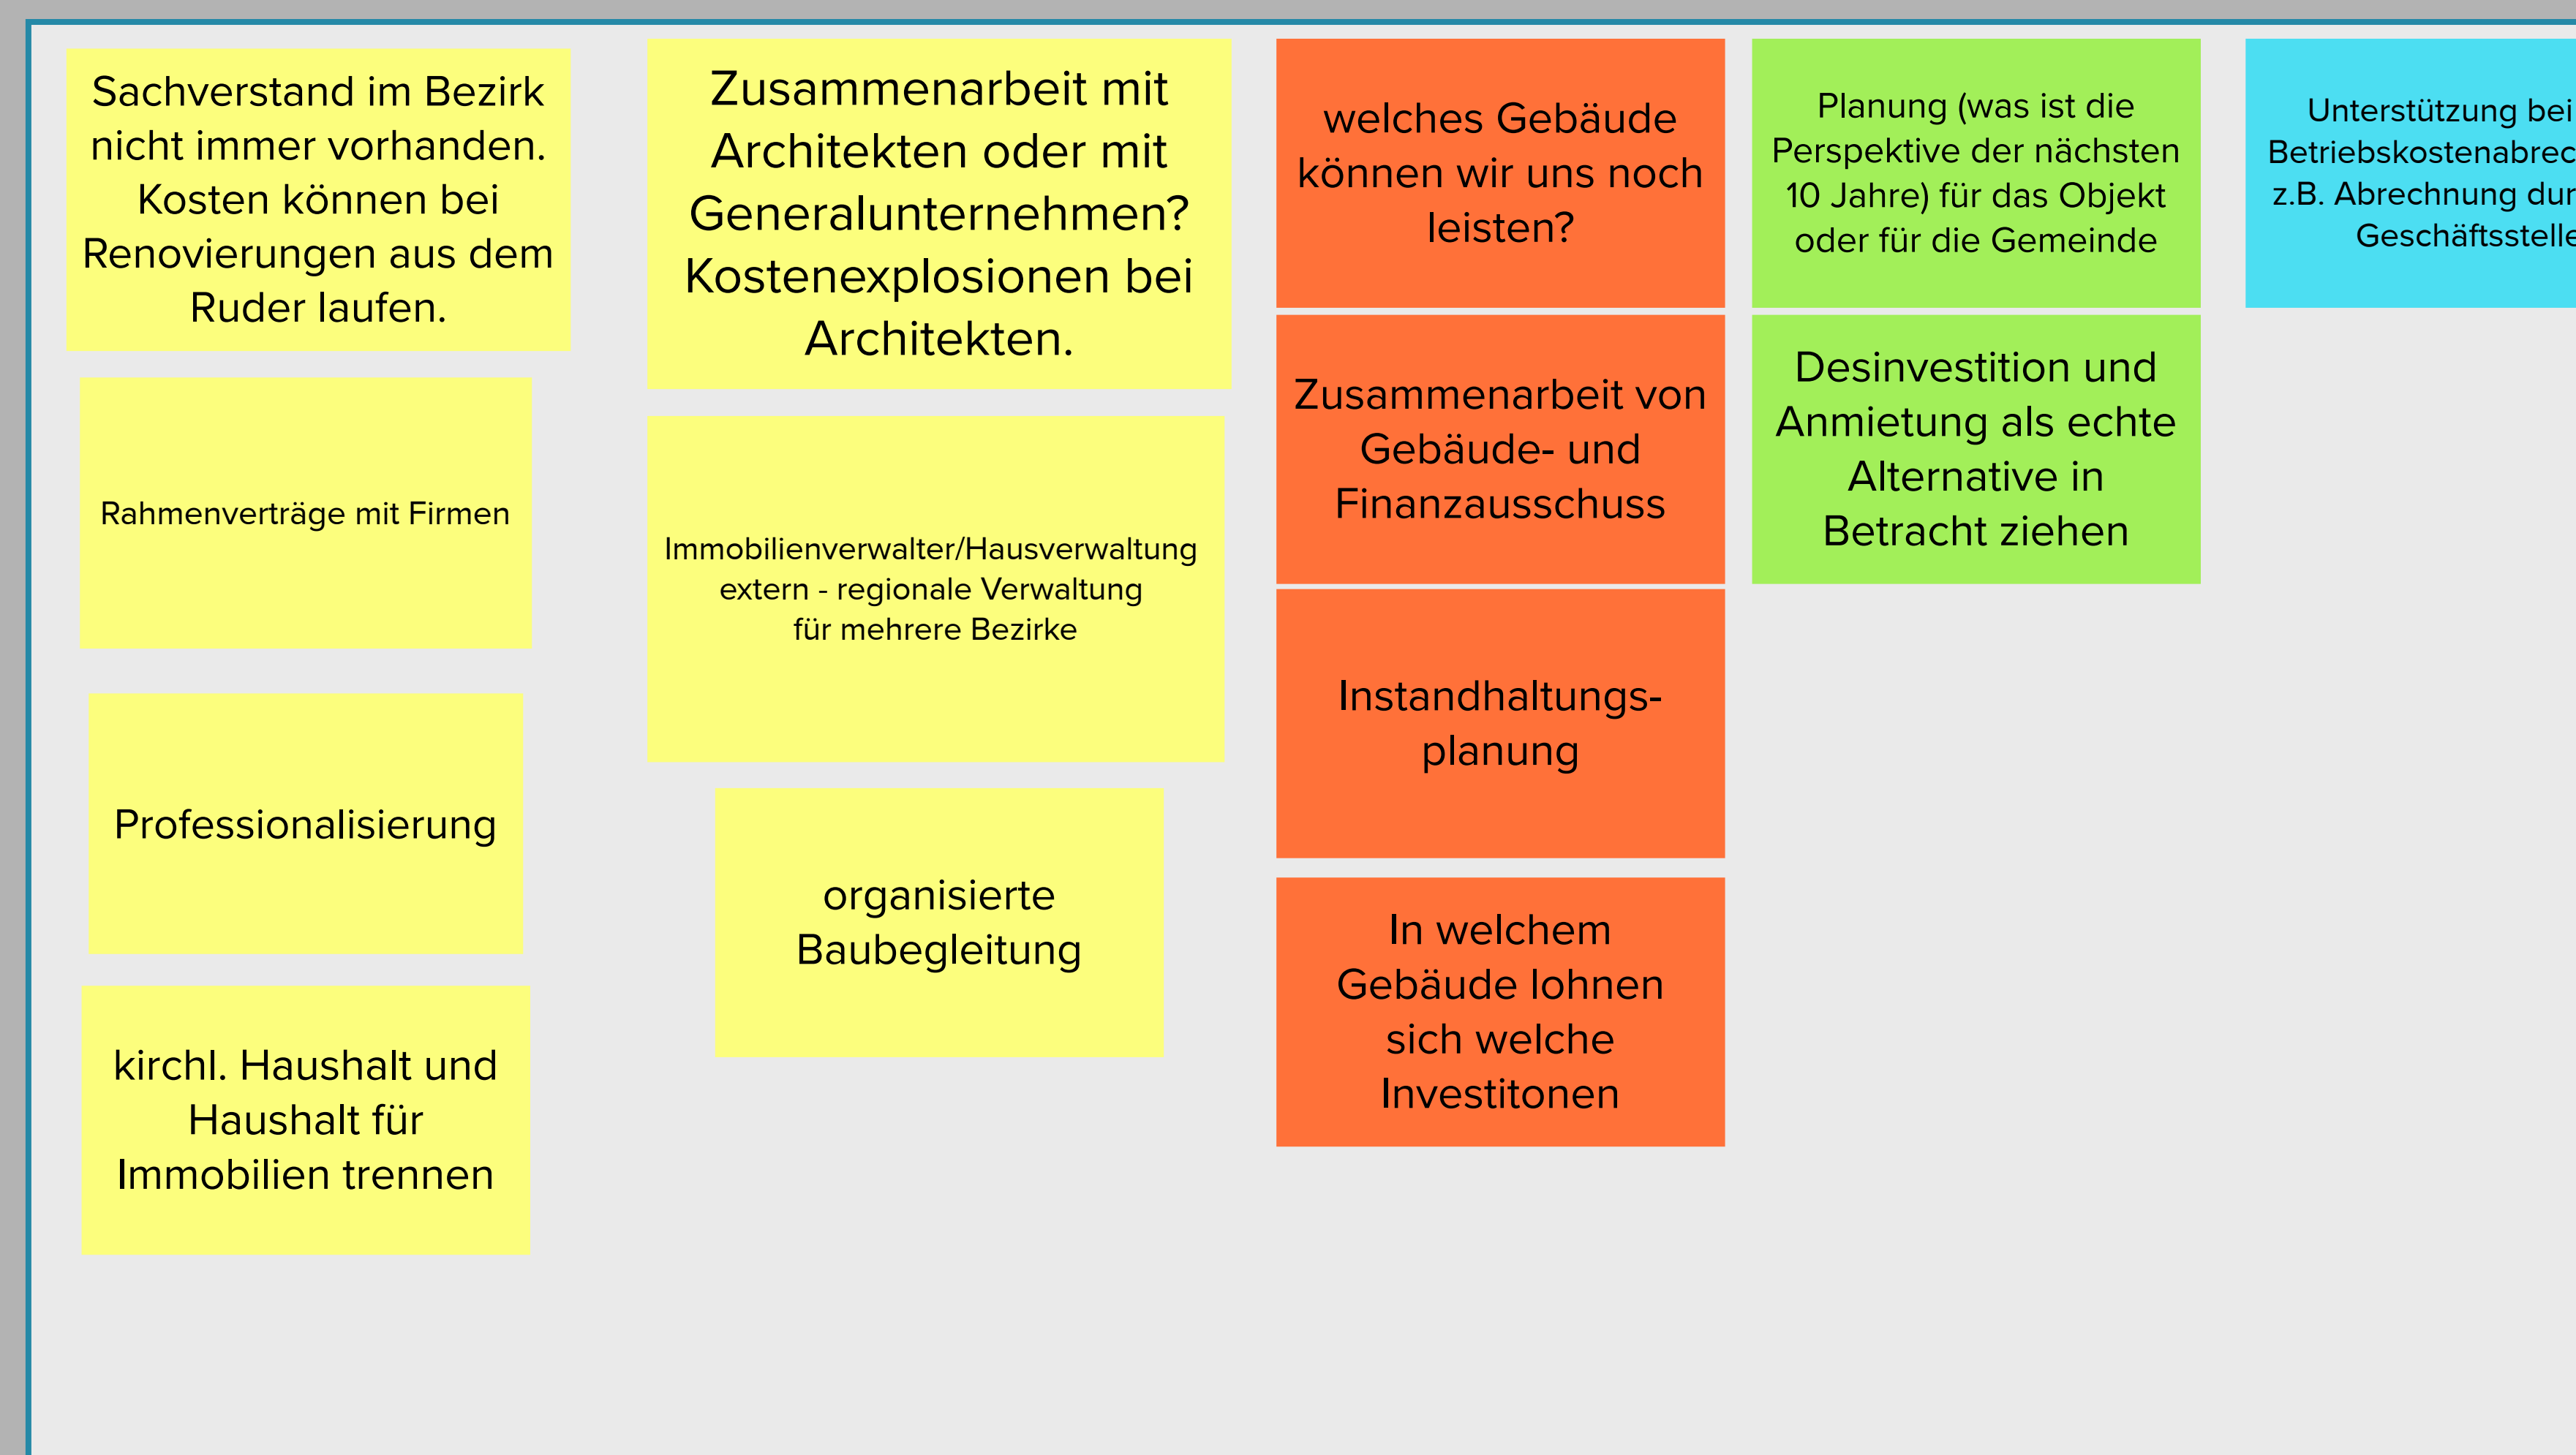 Sachverstand im Bezirk
nicht immer vorhanden.
Kosten können bei
Renovierungen aus dem
Ruder laufen.
Rahmenverträge mit Firmen
Professionalisierung
kirchl. Haushalt und
Haushalt für
Immobilien trennen
Zusammenarbeit mit
Architekten oder mit
Generalunternehmen?
Kostenexplosionen bei
Architekten.
Immobilienverwalter/Hausverwaltung
extern - regionale Verwaltung
für mehrere Bezirke
organisierte
Baubegleitung
welches Gebäude
können wir uns noch
leisten?
Zusammenarbeit von
Gebäude- und
Finanzausschuss
Instandhaltungs-
planung
In welchem
Gebäude lohnen
sich welche
Investitonen
Planung (was ist die
Perspektive der nächsten
10 Jahre) für das Objekt
oder für die Gemeinde
Desinvestition und
Anmietung als echte
Alternative in
Betracht ziehen
Unterstützung bei
z.B. Abrechnung